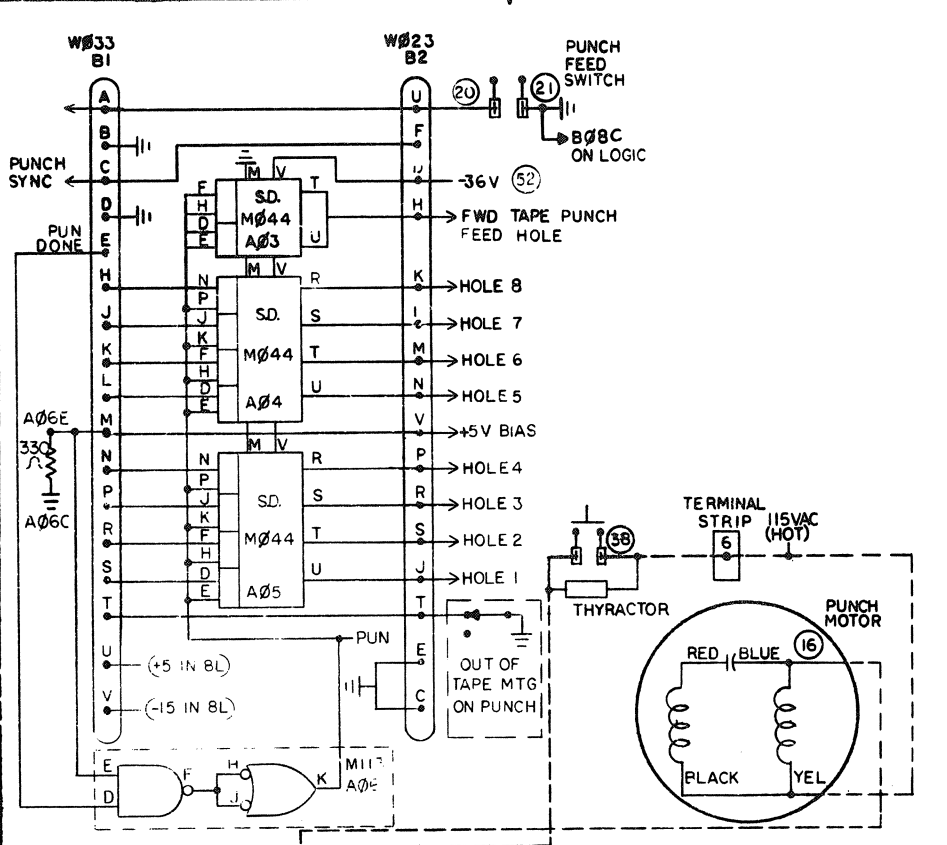 WØ33
B1
WØ23
B2
PUNCH
FEED
SWITCH
A
U
20
21
B
F
BØ8C
ON LOGIC
PUNCH
SYNC
C
D
-36V
52
M V
F
H
D
E
S.D.
MØ44
AØ3
T
U
D
H
FWD TAPE PUNCH
FEED HOLE
PUN
DONE
E
M V
H
N
R
K
HOLE 8
P
J
J
S
I
HOLE 7
S.D.
MØ44
AØ4
K
K
F
T
M
HOLE 6
L
H
D
U
N
HOLE 5
E
AØ6E
M
V
+5V BIAS
330
Ω
AØ6C
M V
N
N
R
P
HOLE 4
P
P
J
S
R
HOLE 3
S.D.
MØ44
AØ5
R
K
F
T
S
HOLE 2
S
H
D
U
J
HOLE 1
E
T
T
38
TERMINAL
STRIP
6
115VAC
(HOT)
THYRACTOR
PUNCH
MOTOR
PUN
U
(+5 IN 8L)
E
OUT OF
TAPE MTG
ON PUNCH
RED
BLUE
16
V
(-15 IN 8L)
C
BLACK
YEL
E
D
F
H
J
K